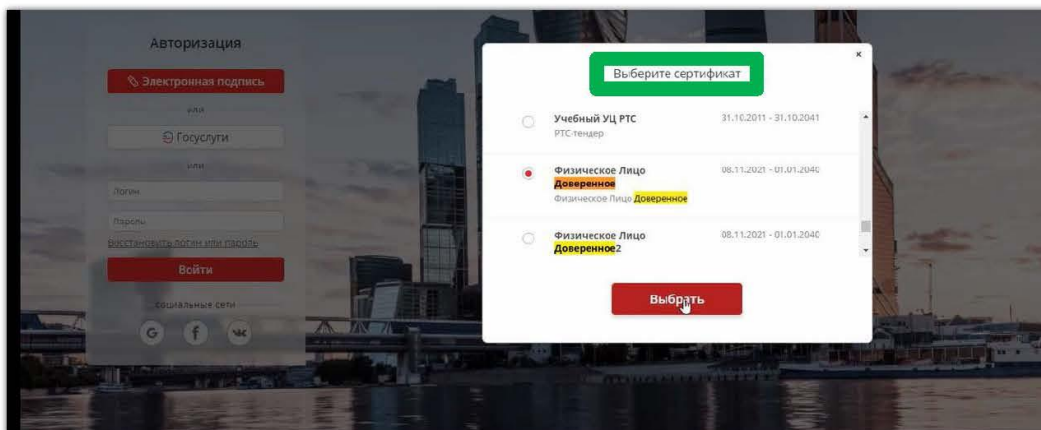 Авторизация
Электронная подпись
или
Госуслуги
или
Логин
Пароль
Восстановить логин или пароль
Войти
социальные сети
G f
Выберите сертификат
×
Учебный УЦ РТС 31.10.2011 - 31.10.2041
РТС-тендер
Физическое Лицо 08.11.2021 - 01.01.2040
Доверенное
Физическое Лицо Доверенное
Физическое Лицо 08.11.2021 - 01.01.2040
Доверенное2
Выбрать